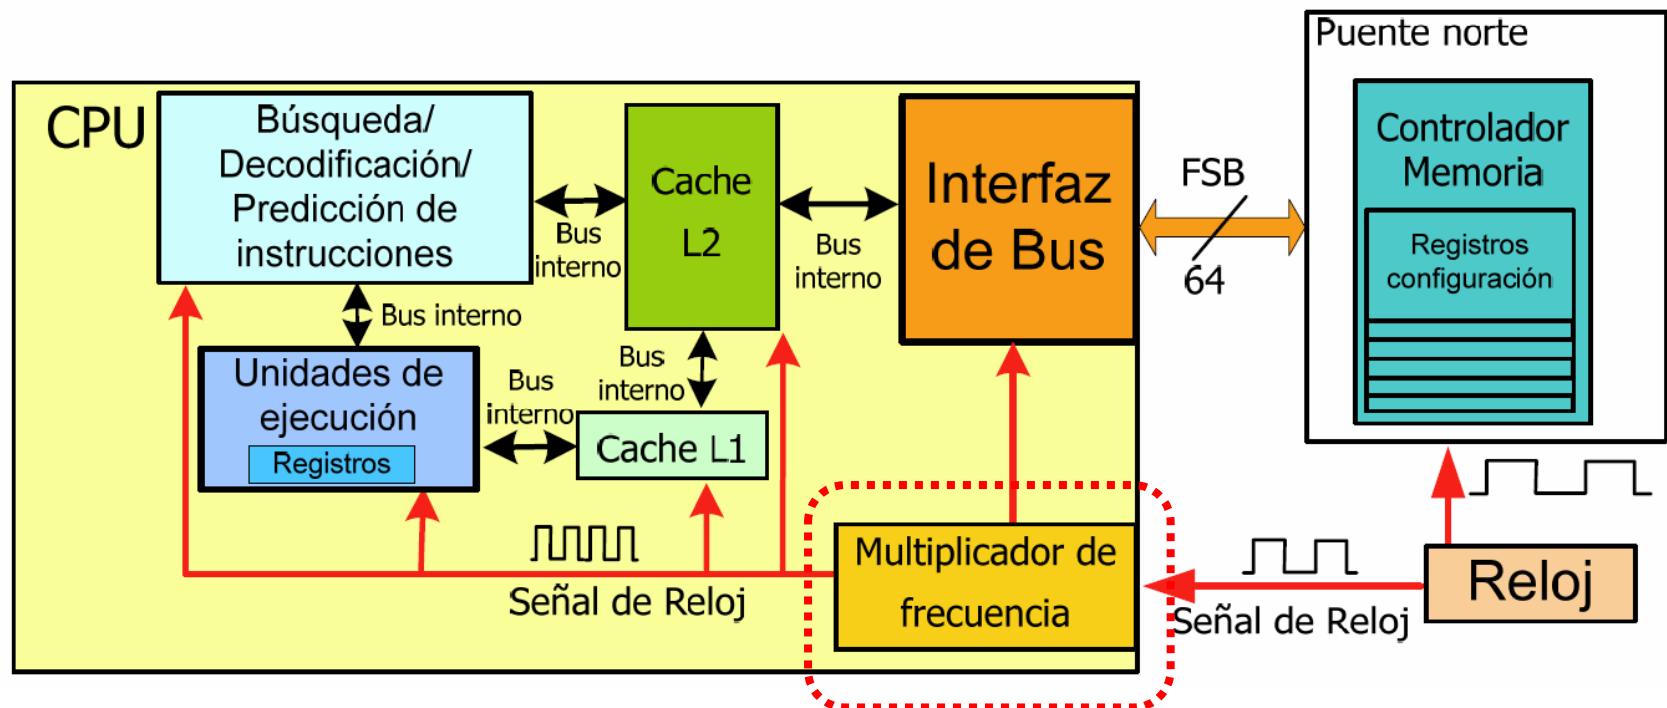 Puente norte
CPU
Búsqueda/
Decodificación/
Predicción de
instrucciones
Cache
L2
Interfaz
de Bus
FSB
64
Controlador
Memoria
Registros
configuración
Bus
interno
Bus
interno
Bus interno
Unidades de
ejecución
Registros
Bus
interno
Bus
interno
Cache L1
Multiplicador de
frecuencia
Señal de Reloj
Señal de Reloj
Reloj